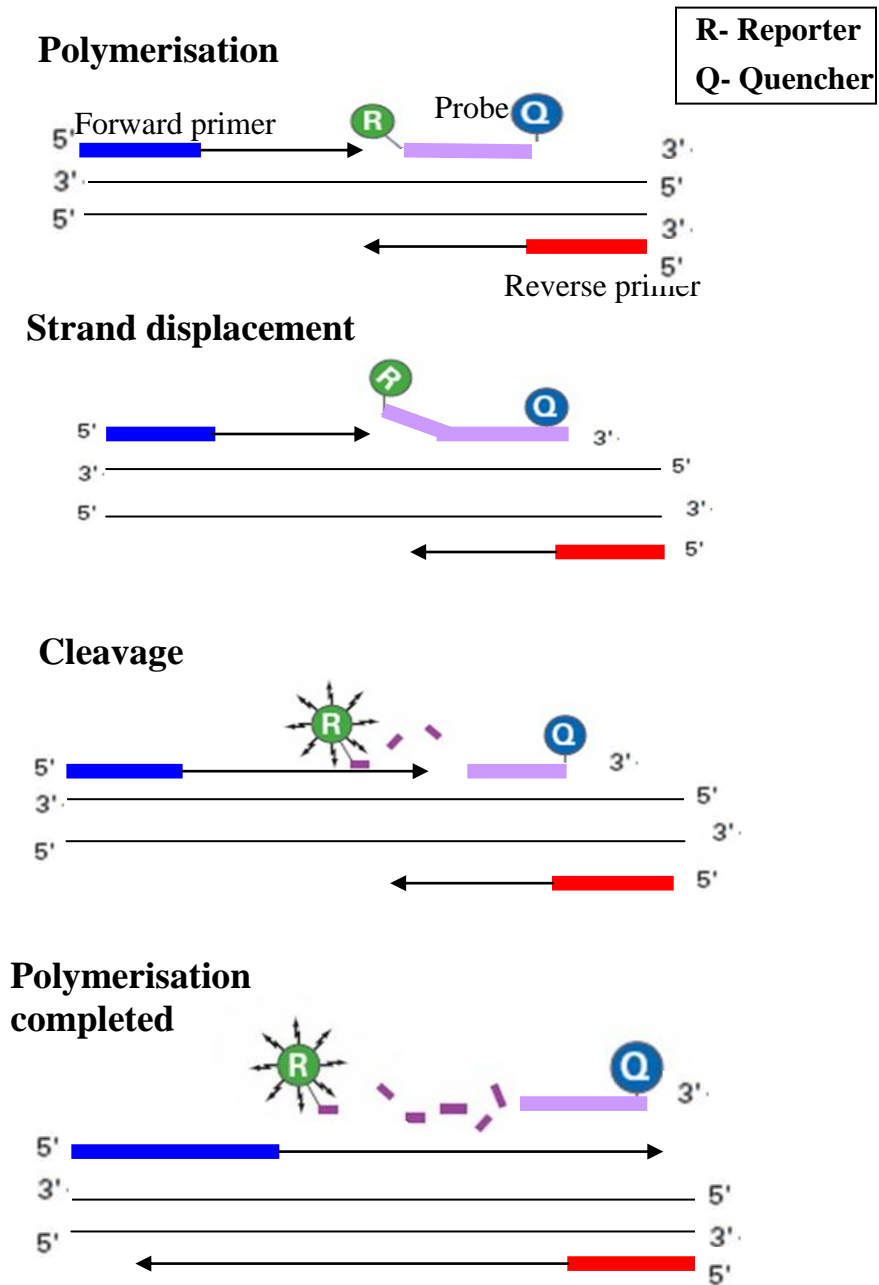 R- Reporter
Q- Quencher
Polymerisation
Forward primer
R
Probe
Q
5'
3'
3'
5'
5'
3'
5'
Reverse primer
Strand displacement
R
Q
5'
3'
3'
5'
5'
3'
5'
Cleavage
R
Q
5'
3'
3'
5'
5'
3'
5'
Polymerisation
completed
R
Q
3'
5'
3'
5'
5'
3'
5'